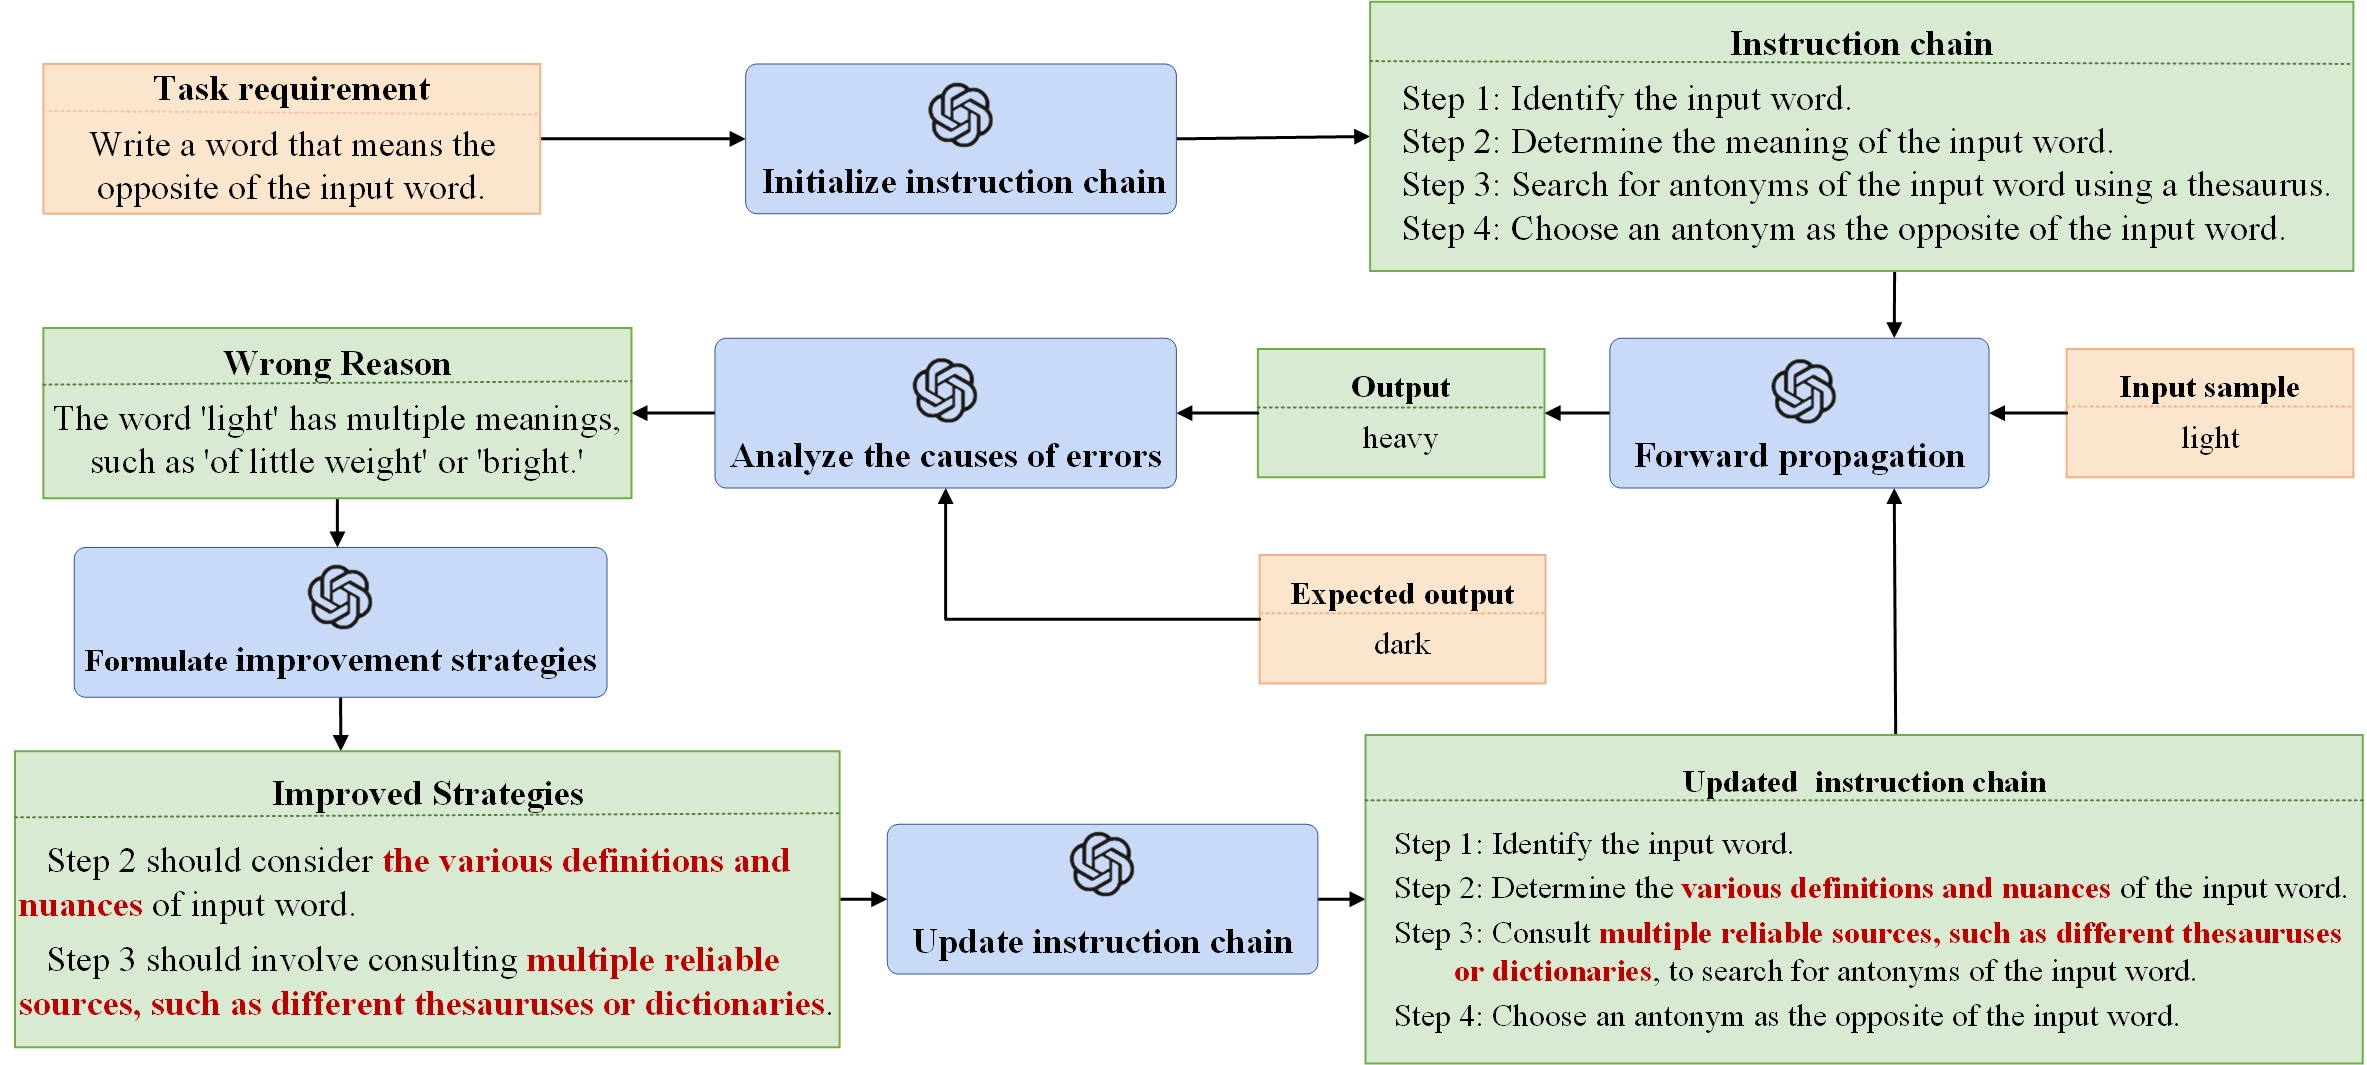 Task requirement
Write a word that means the
opposite of the input word.
Initialize instruction chain
Instruction chain
Step 1: Identify the input word.
Step 2: Determine the meaning of the input word.
Step 3: Search for antonyms of the input word using a thesaurus.
Step 4: Choose an antonym as the opposite of the input word.
Wrong Reason
The word 'light' has multiple meanings,
such as 'of little weight' or 'bright.'
Analyze the causes of errors
Output
heavy
Forward propagation
Input sample
light
Formulate improvement strategies
Expected output
dark
Improved Strategies
Step 2 should consider the various definitions and
nuances of input word.
Step 3 should involve consulting multiple reliable
sources, such as different thesauruses or dictionaries.
Update instruction chain
Updated instruction chain
Step 1: Identify the input word.
Step 2: Determine the various definitions and nuances of the input word.
Step 3: Consult multiple reliable sources, such as different thesauruses
or dictionaries, to search for antonyms of the input word.
Step 4: Choose an antonym as the opposite of the input word.